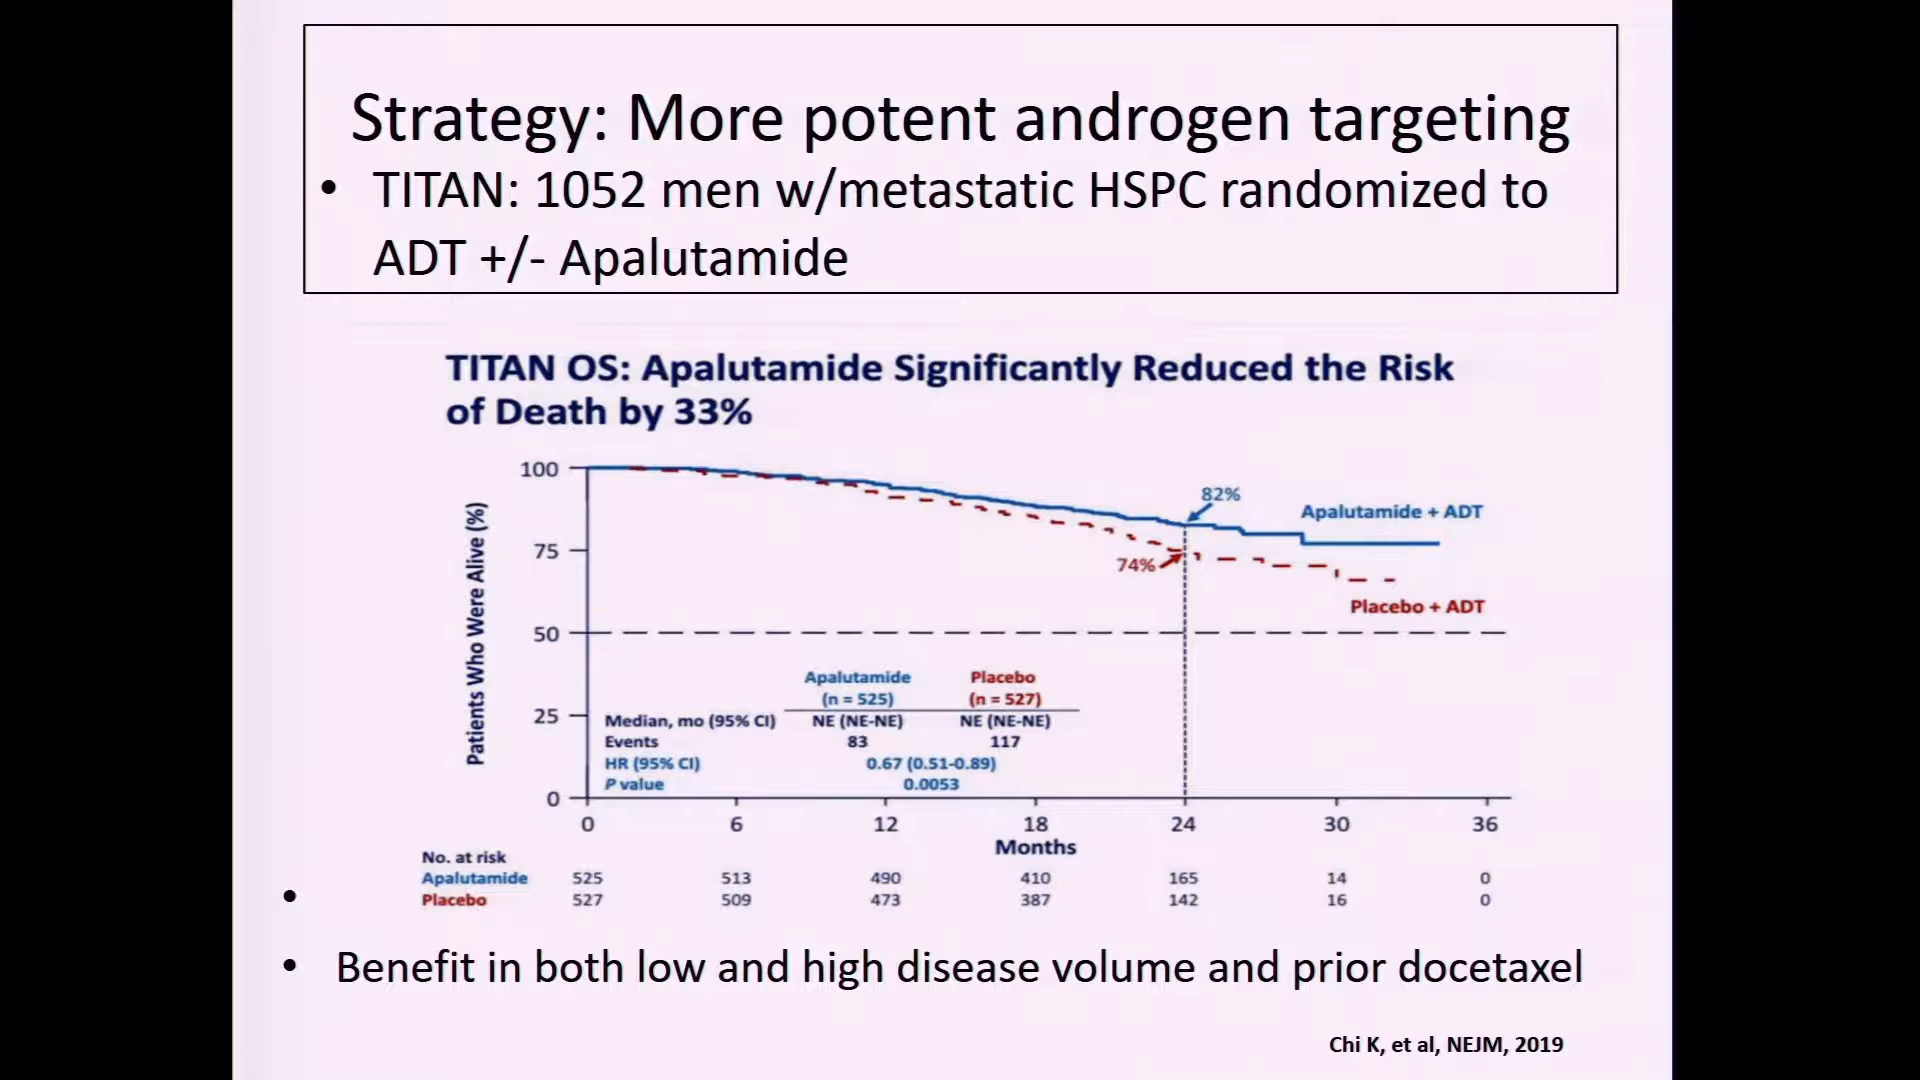 Strategy: More potent androgen targeting
• TITAN: 1052 men w/metastatic HSPC randomized to
ADT +/- Apalutamide
TITAN OS: Apalutamide Significantly Reduced the Risk
of Death by 33%
Patients Who Were Alive (%)
100
75
50
25
0
82%
74%
Apalutamide + ADT
Placebo + ADT
Apalutamide Placebo
(n = 525) (n = 527)
Median, mo (95% CI) NE (NE-NE) NE (NE-NE)
Events 83 117
HR (95% CI) 0.67 (0.51-0.89)
P value 0.0053
0 6 12 18 24 30 36
Months
No. at risk
Apalutamide 525 513 490 410 165 14 0
Placebo 527 509 473 387 142 16 0
•
• Benefit in both low and high disease volume and prior docetaxel
Chi K, et al, NEJM, 2019